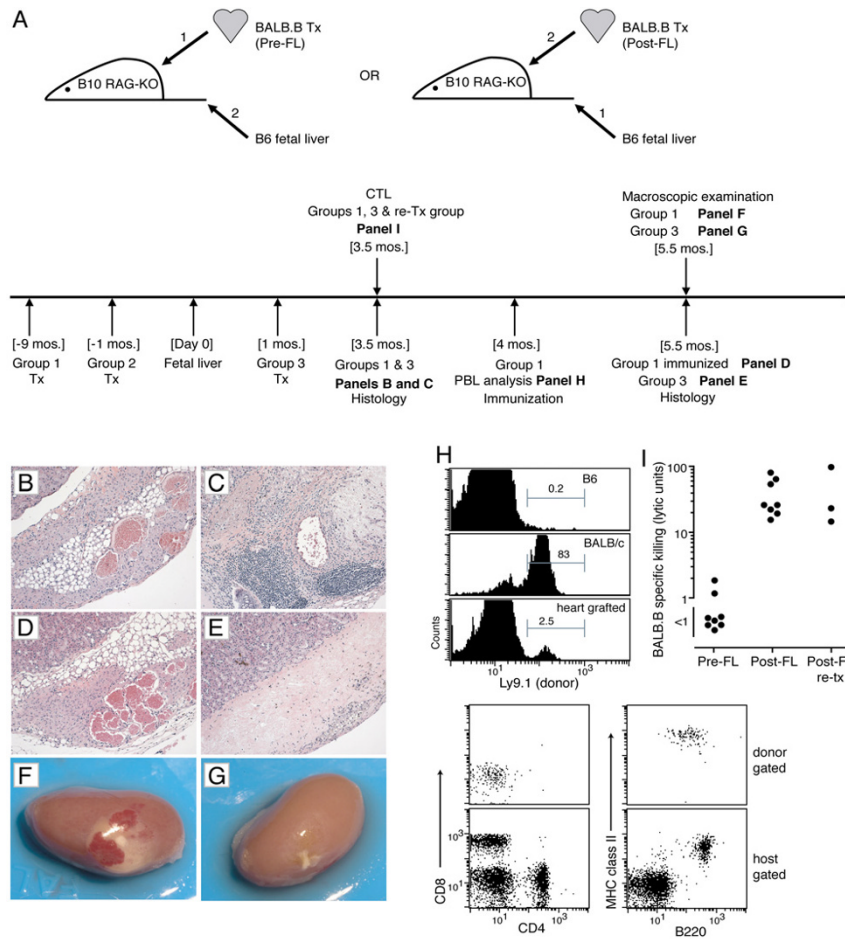 A
BALB.B Tx
(Pre-FL)
1
B10 RAG-KO
2
B6 fetal liver
OR
BALB.B Tx
(Post-FL)
2
B10 RAG-KO
1
B6 fetal liver
CTL
Groups 1, 3 & re-Tx group
Panel I
[3.5 mos.]
Macroscopic examination
Group 1 Panel F
Group 3 Panel G
[5.5 mos.]
[-9 mos.]
Group 1
Tx
[-1 mos.]
Group 2
Tx
[Day 0]
Fetal liver
[1 mos.]
Group 3
Tx
[3.5 mos.]
Groups 1 & 3
Panels B and C
Histology
[4 mos.]
Group 1
PBL analysis Panel H
Immunization
[5.5 mos.]
Group 1 immunized Panel D
Group 3 Panel E
Histology
B
C
D
E
F
G
H
B6
0.2
BALB/c
83
heart grafted
2.5
Counts
10¹ 10² 10³
Ly9.1 (donor)
I
BALB.B specific killing (lytic units)
100
10
1
<1
Pre-FL
Post-FL
Post-F
re-tx
donor
gated
host
gated
CD8
10³
10¹
10¹ 10³
CD4
MHC class II
10³
10¹
10¹ 10³
B220